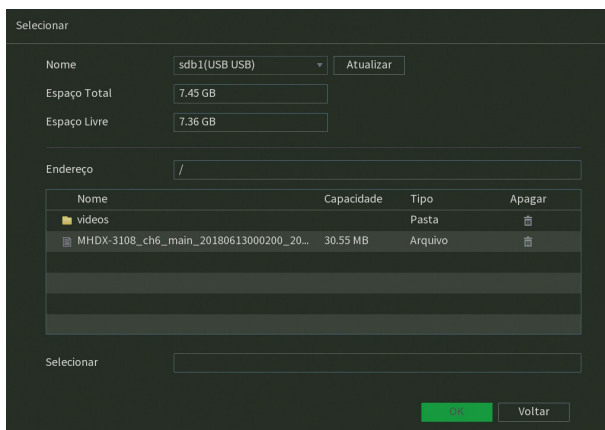 Selecionar
Nome sdb1(USB USB) Atualizar
Espaço Total 7.45 GB
Espaço Livre 7.36 GB
Endereço /
Nome Capacidade Tipo Apagar
videos Pasta
MHDX-3108_ch6_main_20180613000200_20... 30.55 MB Arquivo
Selecionar
OK Voltar